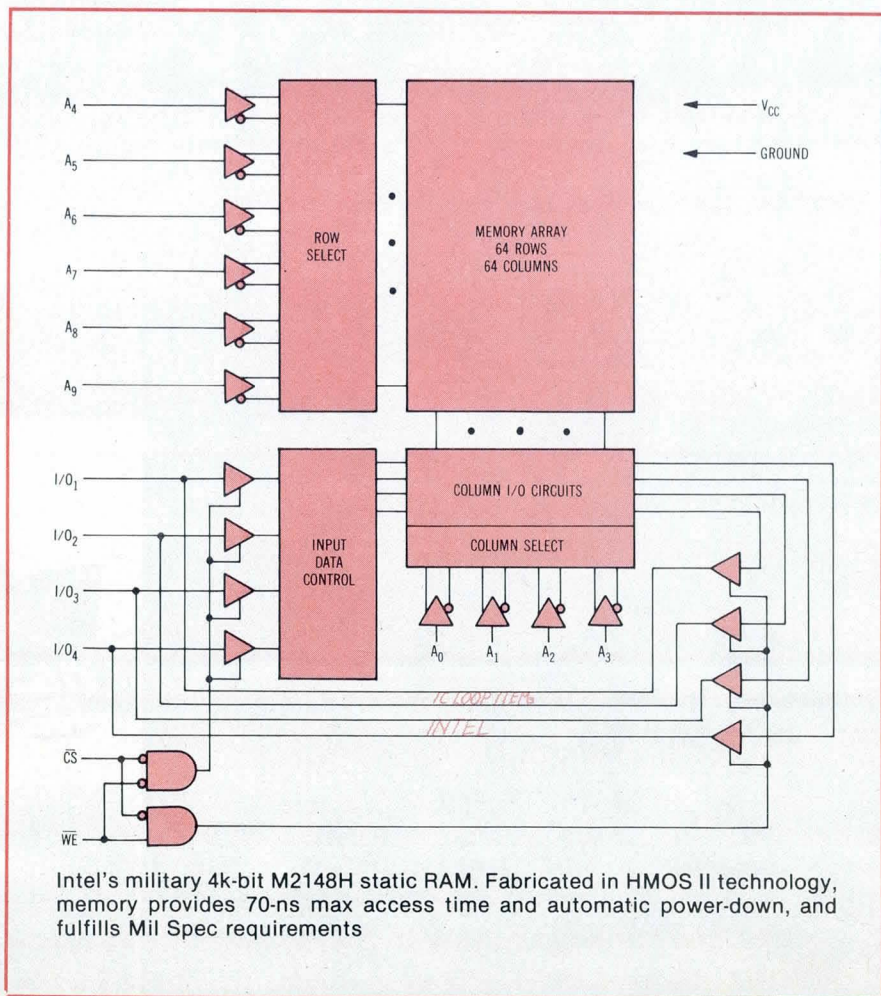 A4
VCC
A5
GROUND
A6
ROW
SELECT
MEMORY ARRAY
64 ROWS
64 COLUMNS
A7
A8
A9
I/O1
COLUMN I/O CIRCUITS
I/O2
INPUT
DATA
CONTROL
COLUMN SELECT
I/O3
I/O4
A0 A1 A2 A3
IC LOOP ITEM
INTEL
CS
WE
Intel's military 4k-bit M2148H static RAM. Fabricated in HMOS II technology,
memory provides 70-ns max access time and automatic power-down, and
fulfills Mil Spec requirements